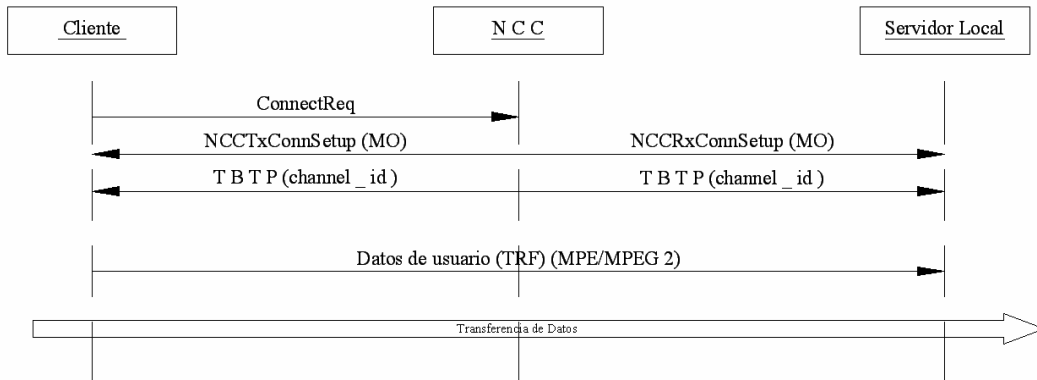 Cliente
N C C
Servidor Local
ConnectReq
NCCTxConnSetup (MO)
NCCRxConnSetup (MO)
T B T P (channel _ id )
T B T P (channel _ id )
Datos de usuario (TRF) (MPE/MPEG 2)
Transferencia de Datos